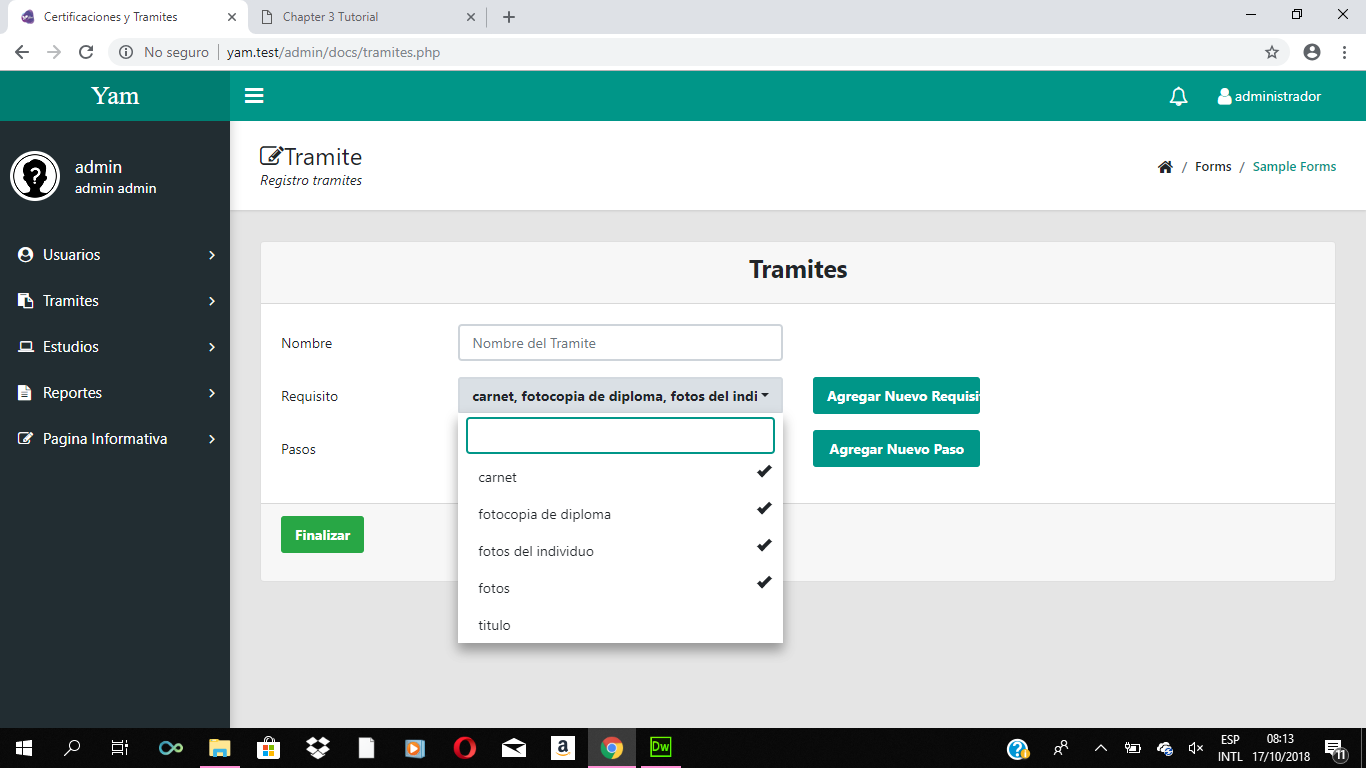 Certificaciones y Tramites
Chapter 3 Tutorial
No seguro
yam.test/admin/docs/tramites.php
Yam
administrador
admin
admin admin
Tramite
Registro tramites
/ Forms / Sample Forms
Usuarios
Tramites
Estudios
Reportes
Pagina Informativa
Tramites
Nombre
Nombre del Tramite
Requisito
carnet, fotocopia de diploma, fotos del indi
Agregar Nuevo Requisi
Pasos
Agregar Nuevo Paso
carnet
fotocopia de diploma
fotos del individuo
fotos
titulo
Finalizar
a
Dw
ESP
INTL
08:13
17/10/2018
11